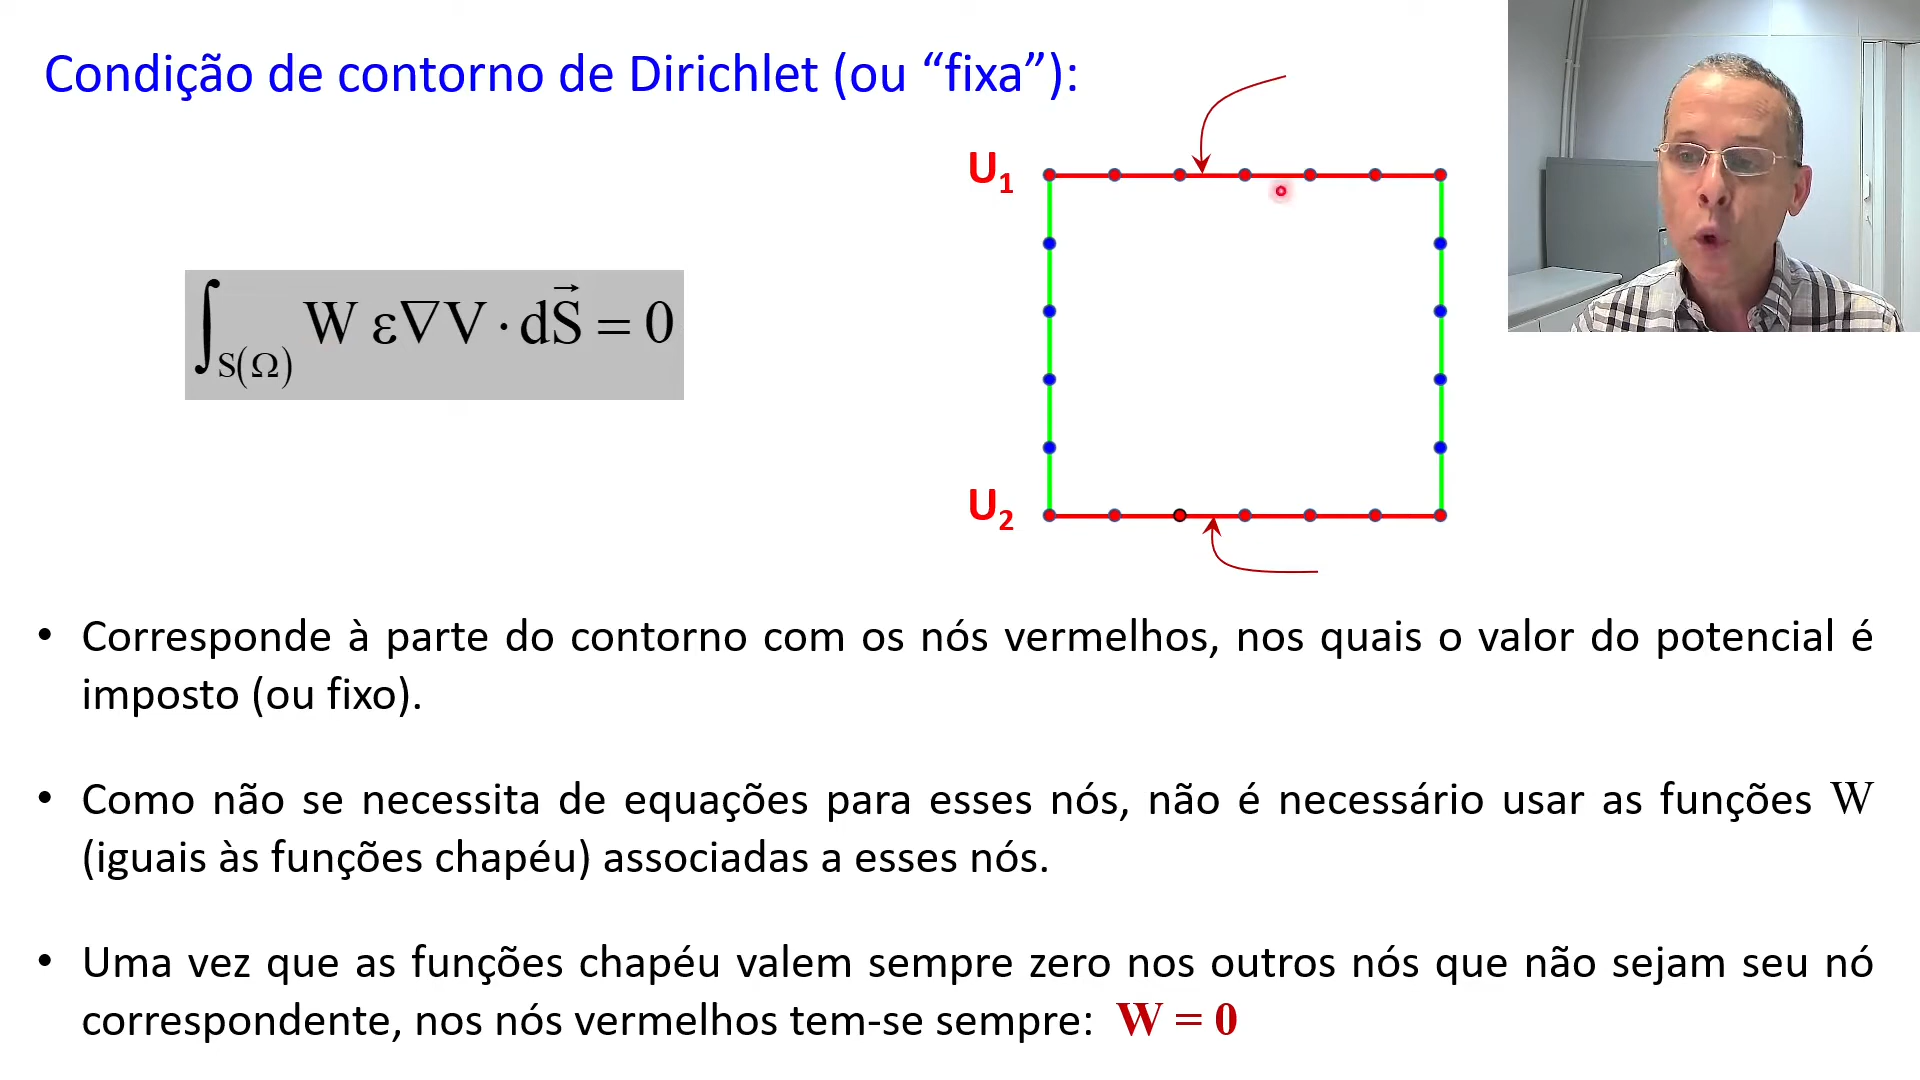 Condição de contorno de Dirichlet (ou “fixa”):
U₁
∫S(Ω) W ε∇V · dS⃗ = 0
U₂
• Corresponde à parte do contorno com os nós vermelhos, nos quais o valor do potencial é
imposto (ou fixo).
• Como não se necessita de equações para esses nós, não é necessário usar as funções W
(iguais às funções chapéu) associadas a esses nós.
• Uma vez que as funções chapéu valem sempre zero nos outros nós que não sejam seu nó
correspondente, nos nós vermelhos tem-se sempre: W = 0